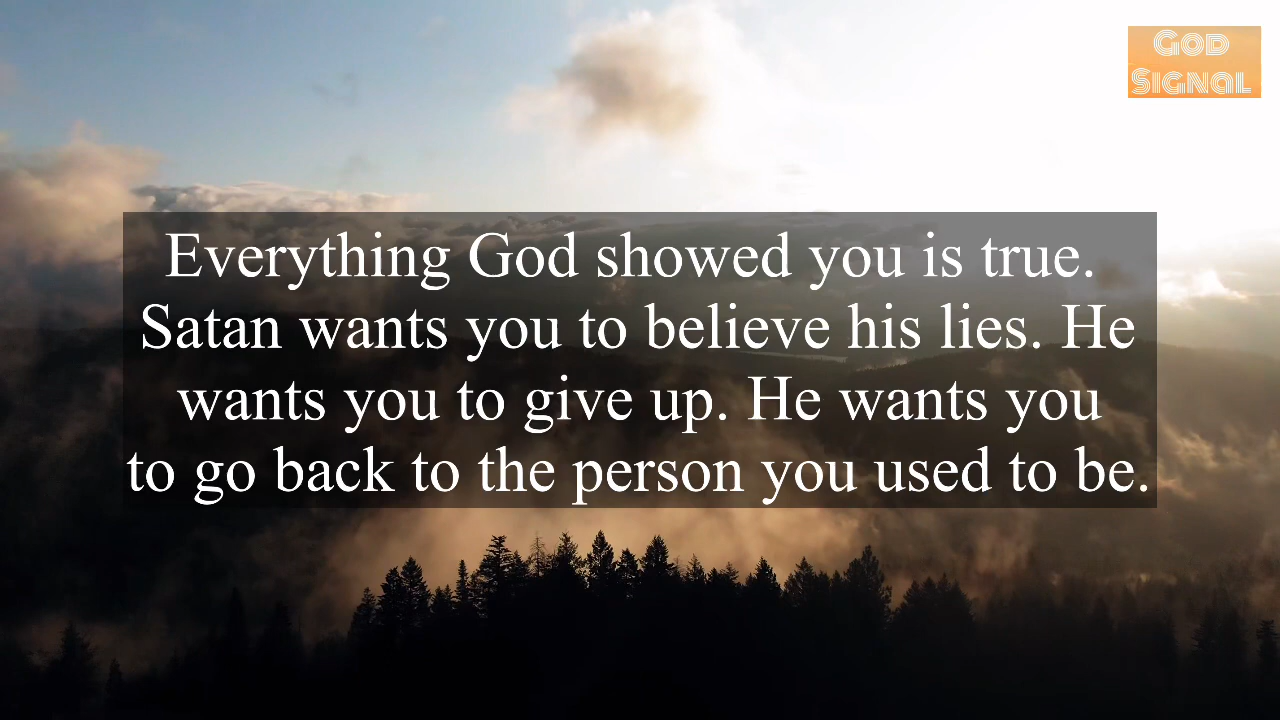 God
Signal
Everything God showed you is true.
Satan wants you to believe his lies. He
wants you to give up. He wants you
to go back to the person you used to be.